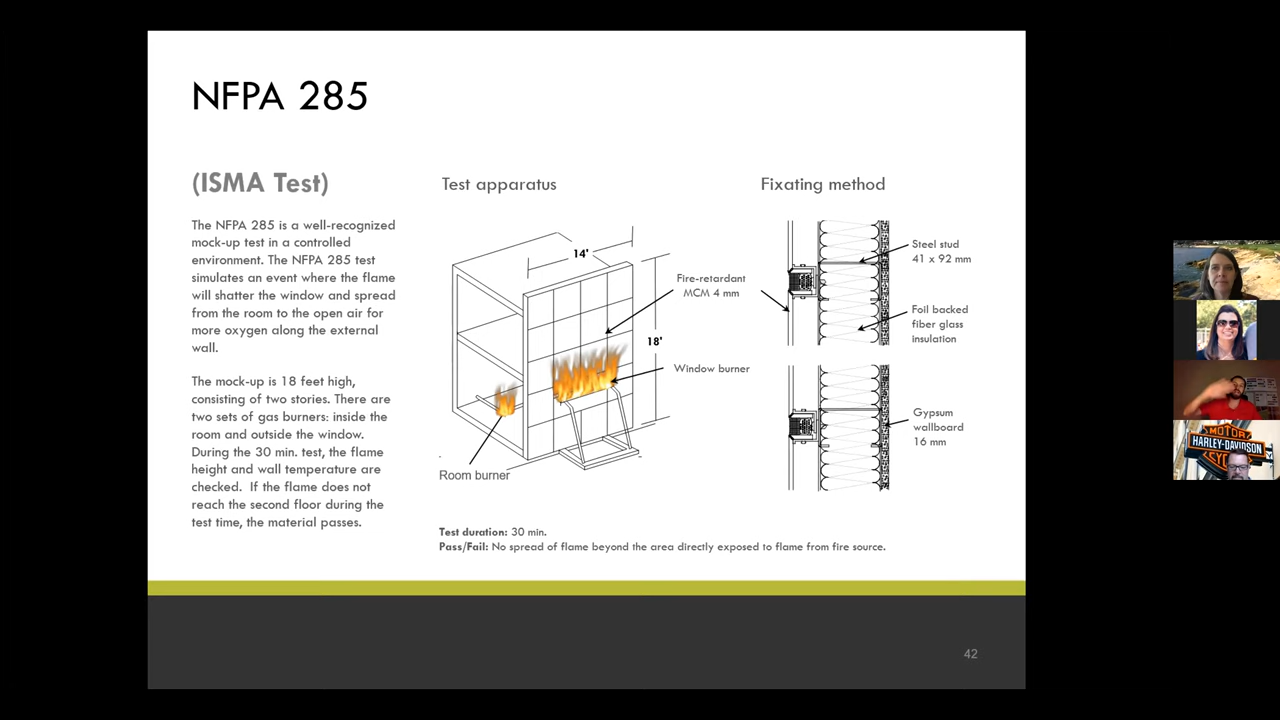 NFPA 285
(ISMA Test)
The NFPA 285 is a well-recognized
mock-up test in a controlled
environment. The NFPA 285 test
simulates an event where the flame
will shatter the window and spread
from the room to the open air for
more oxygen along the external
wall.
The mock-up is 18 feet high,
consisting of two stories. There are
two sets of gas burners: inside the
room and outside the window.
During the 30 min. test, the flame
height and wall temperature are
checked.  If the flame does not
reach the second floor during the
test time, the material passes.
Test apparatus
14'
18'
Fire-retardant
MCM 4 mm
Window burner
Room burner
Fixating method
Steel stud
41 x 92 mm
Foil backed
fiber glass
insulation
Gypsum
wallboard
16 mm
Test duration: 30 min.
Pass/Fail: No spread of flame beyond the area directly exposed to flame from fire source.
42
MOTOR
HARLEY-DAVIDSON